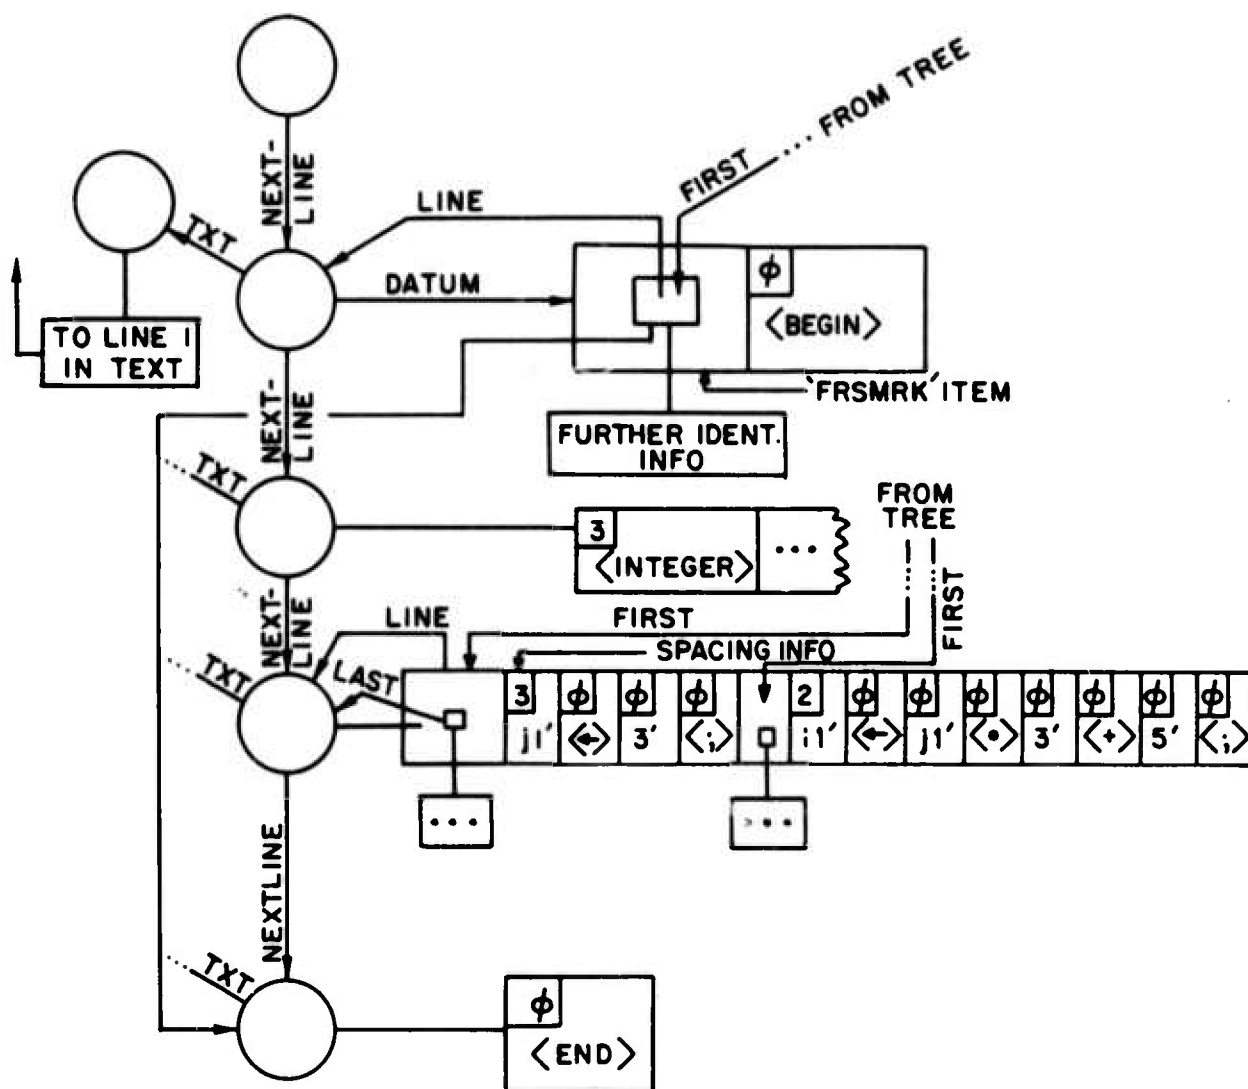 FROM TREE
FIRST
...
NEXT-
LINE
TXT
LINE
DATUM
φ
<BEGIN>
TO LINE 1
IN TEXT
'FRSMRK' ITEM
NEXT-
LINE
FURTHER IDENT.
INFO
... TXT
FROM
TREE
3
<INTEGER>
...
NEXT-
LINE
LINE
FIRST
FIRST
SPACING INFO
... TXT
LAST
3 φ φ φ 2 φ φ φ φ φ φ φ
j1' <←> 3' <;> i1' <←> j1' <•> 3' <+> 5' <;>
...
...
NEXTLINE
... TXT
φ
<END>